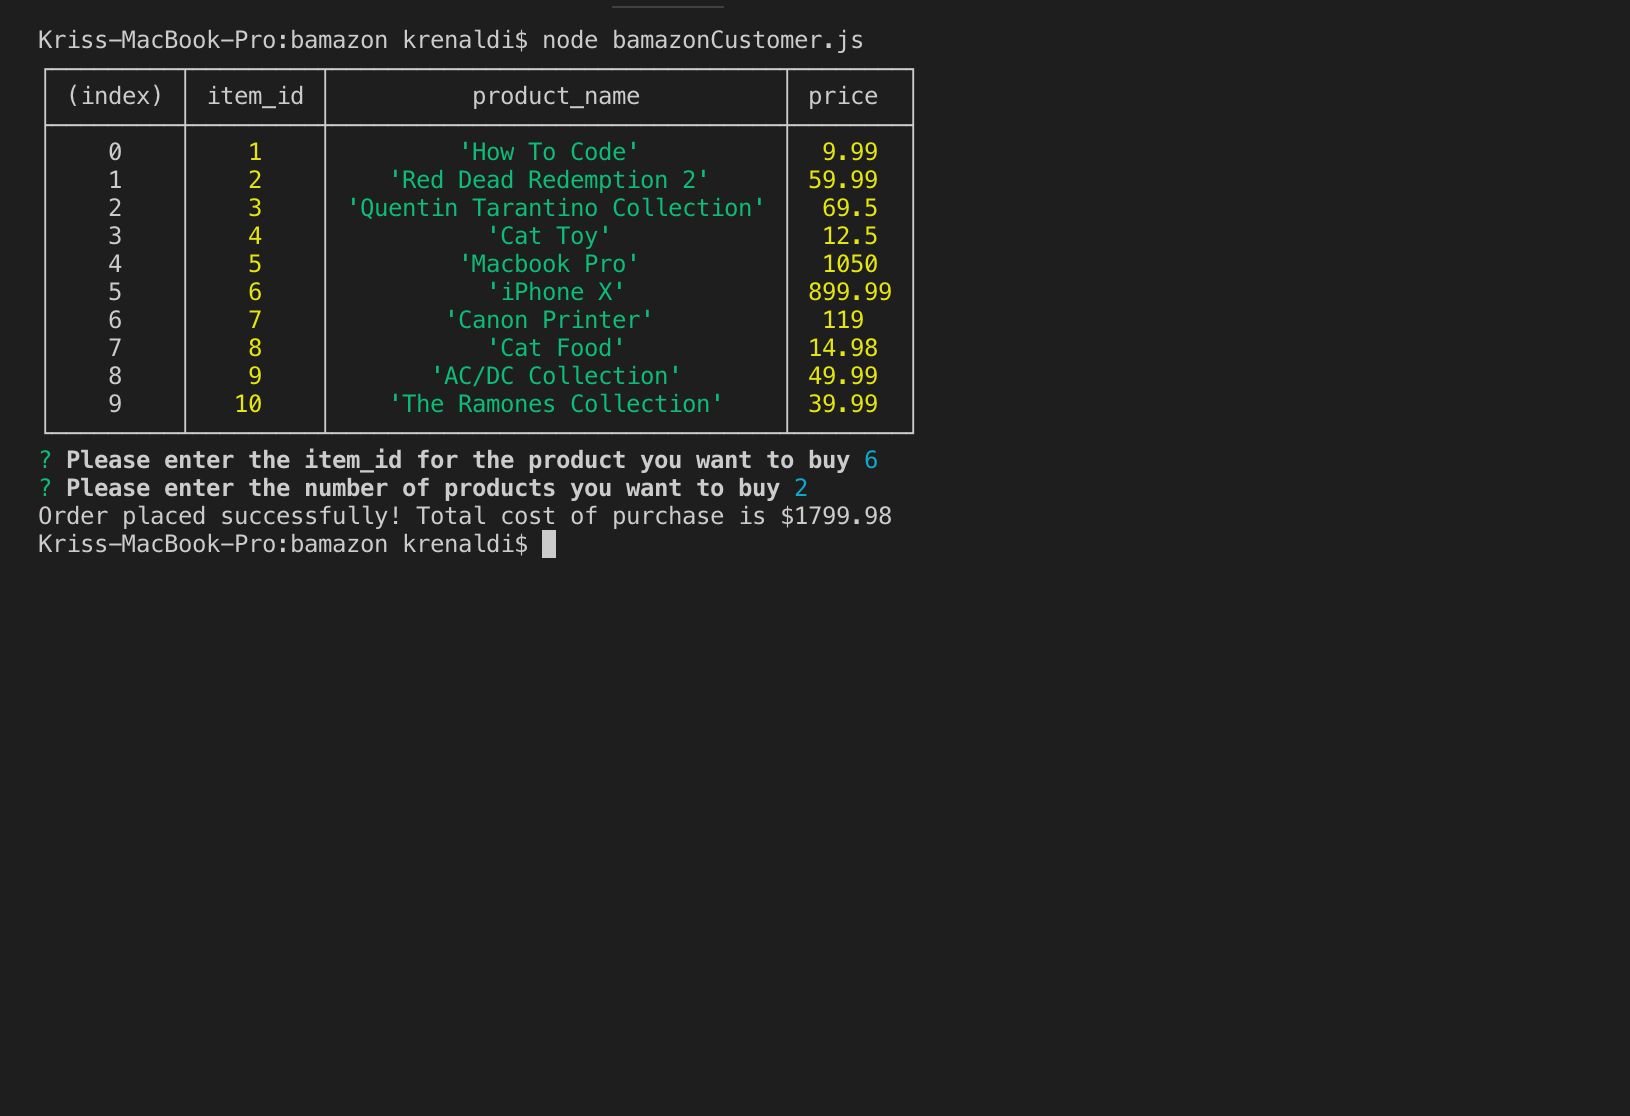 Kriss-MacBook-Pro:bamazon krenaldi$ node bamazonCustomer.js
(index) item_id product_name price
0 1 'How To Code' 9.99
1 2 'Red Dead Redemption 2' 59.99
2 3 'Quentin Tarantino Collection' 69.5
3 4 'Cat Toy' 12.5
4 5 'Macbook Pro' 1050
5 6 'iPhone X' 899.99
6 7 'Canon Printer' 119
7 8 'Cat Food' 14.98
8 9 'AC/DC Collection' 49.99
9 10 'The Ramones Collection' 39.99
? Please enter the item_id for the product you want to buy 6
? Please enter the number of products you want to buy 2
Order placed successfully! Total cost of purchase is $1799.98
Kriss-MacBook-Pro:bamazon krenaldi$